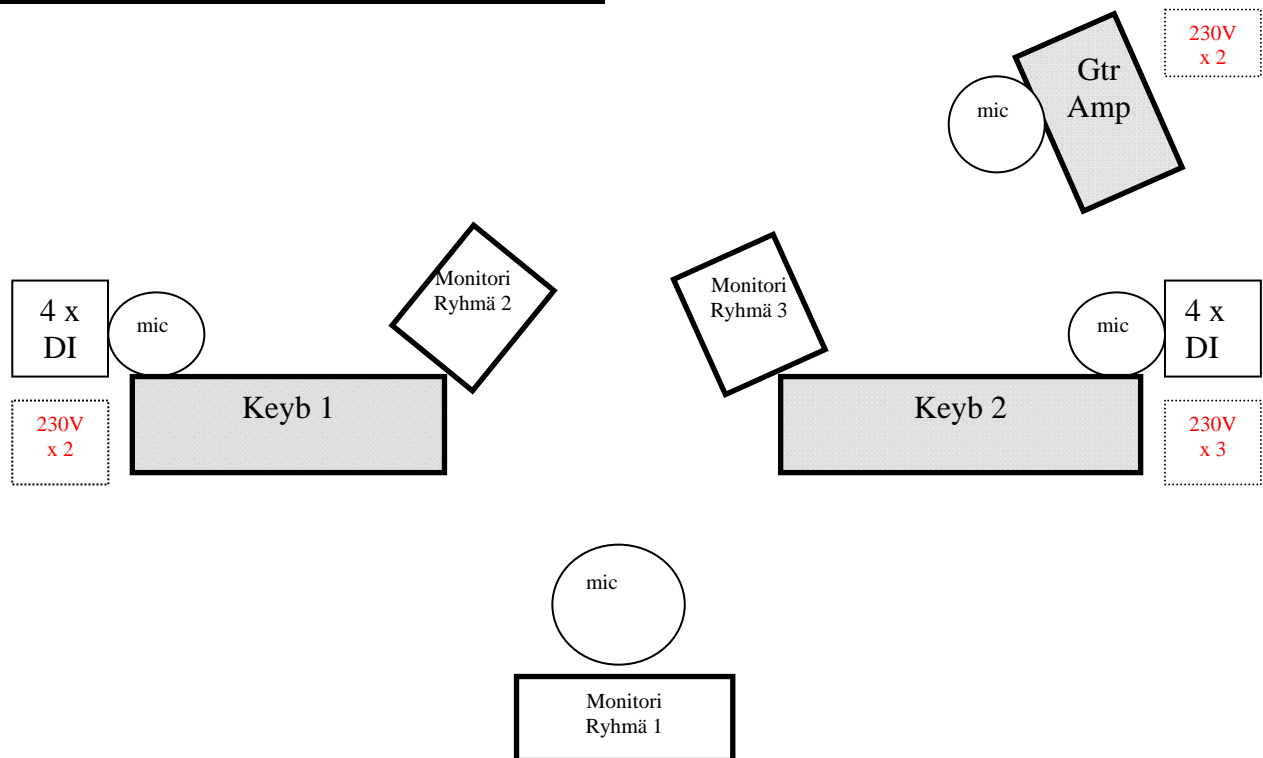 230V
x 2
Gtr
Amp
mic
Monitori
Ryhmä 2
Monitori
Ryhmä 3
4 x
DI
mic
mic
4 x
DI
Keyb 1
Keyb 2
230V
x 2
230V
x 3
mic
Monitori
Ryhmä 1